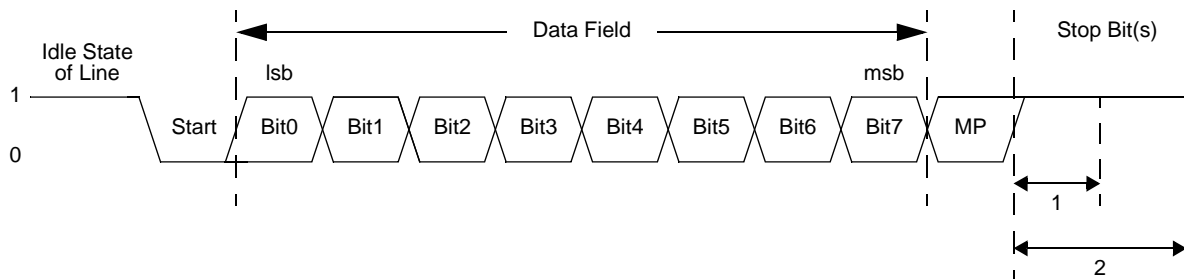 Data Field
Stop Bit(s)
Idle State
of Line
lsb
msb
1
Start
Bit0
Bit1
Bit2
Bit3
Bit4
Bit5
Bit6
Bit7
MP
0
1
2